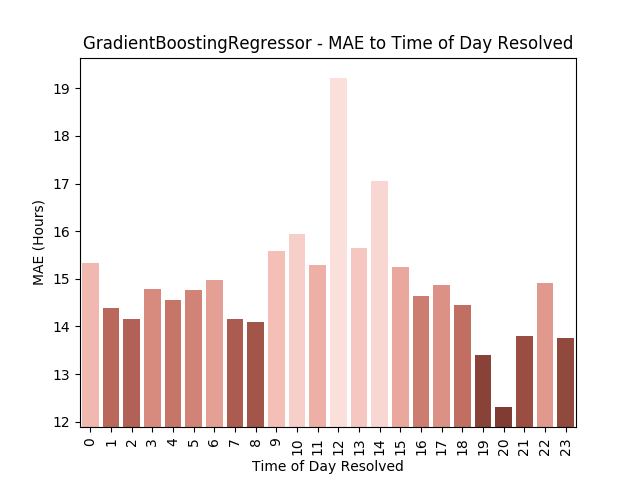 GradientBoostingRegressor - MAE to Time of Day Resolved
19
18
17
16
15
14
13
12
MAE (Hours)
0 1 2 3 4 5 6 7 8 9 10 11 12 13 14 15 16 17 18 19 20 21 22 23
Time of Day Resolved